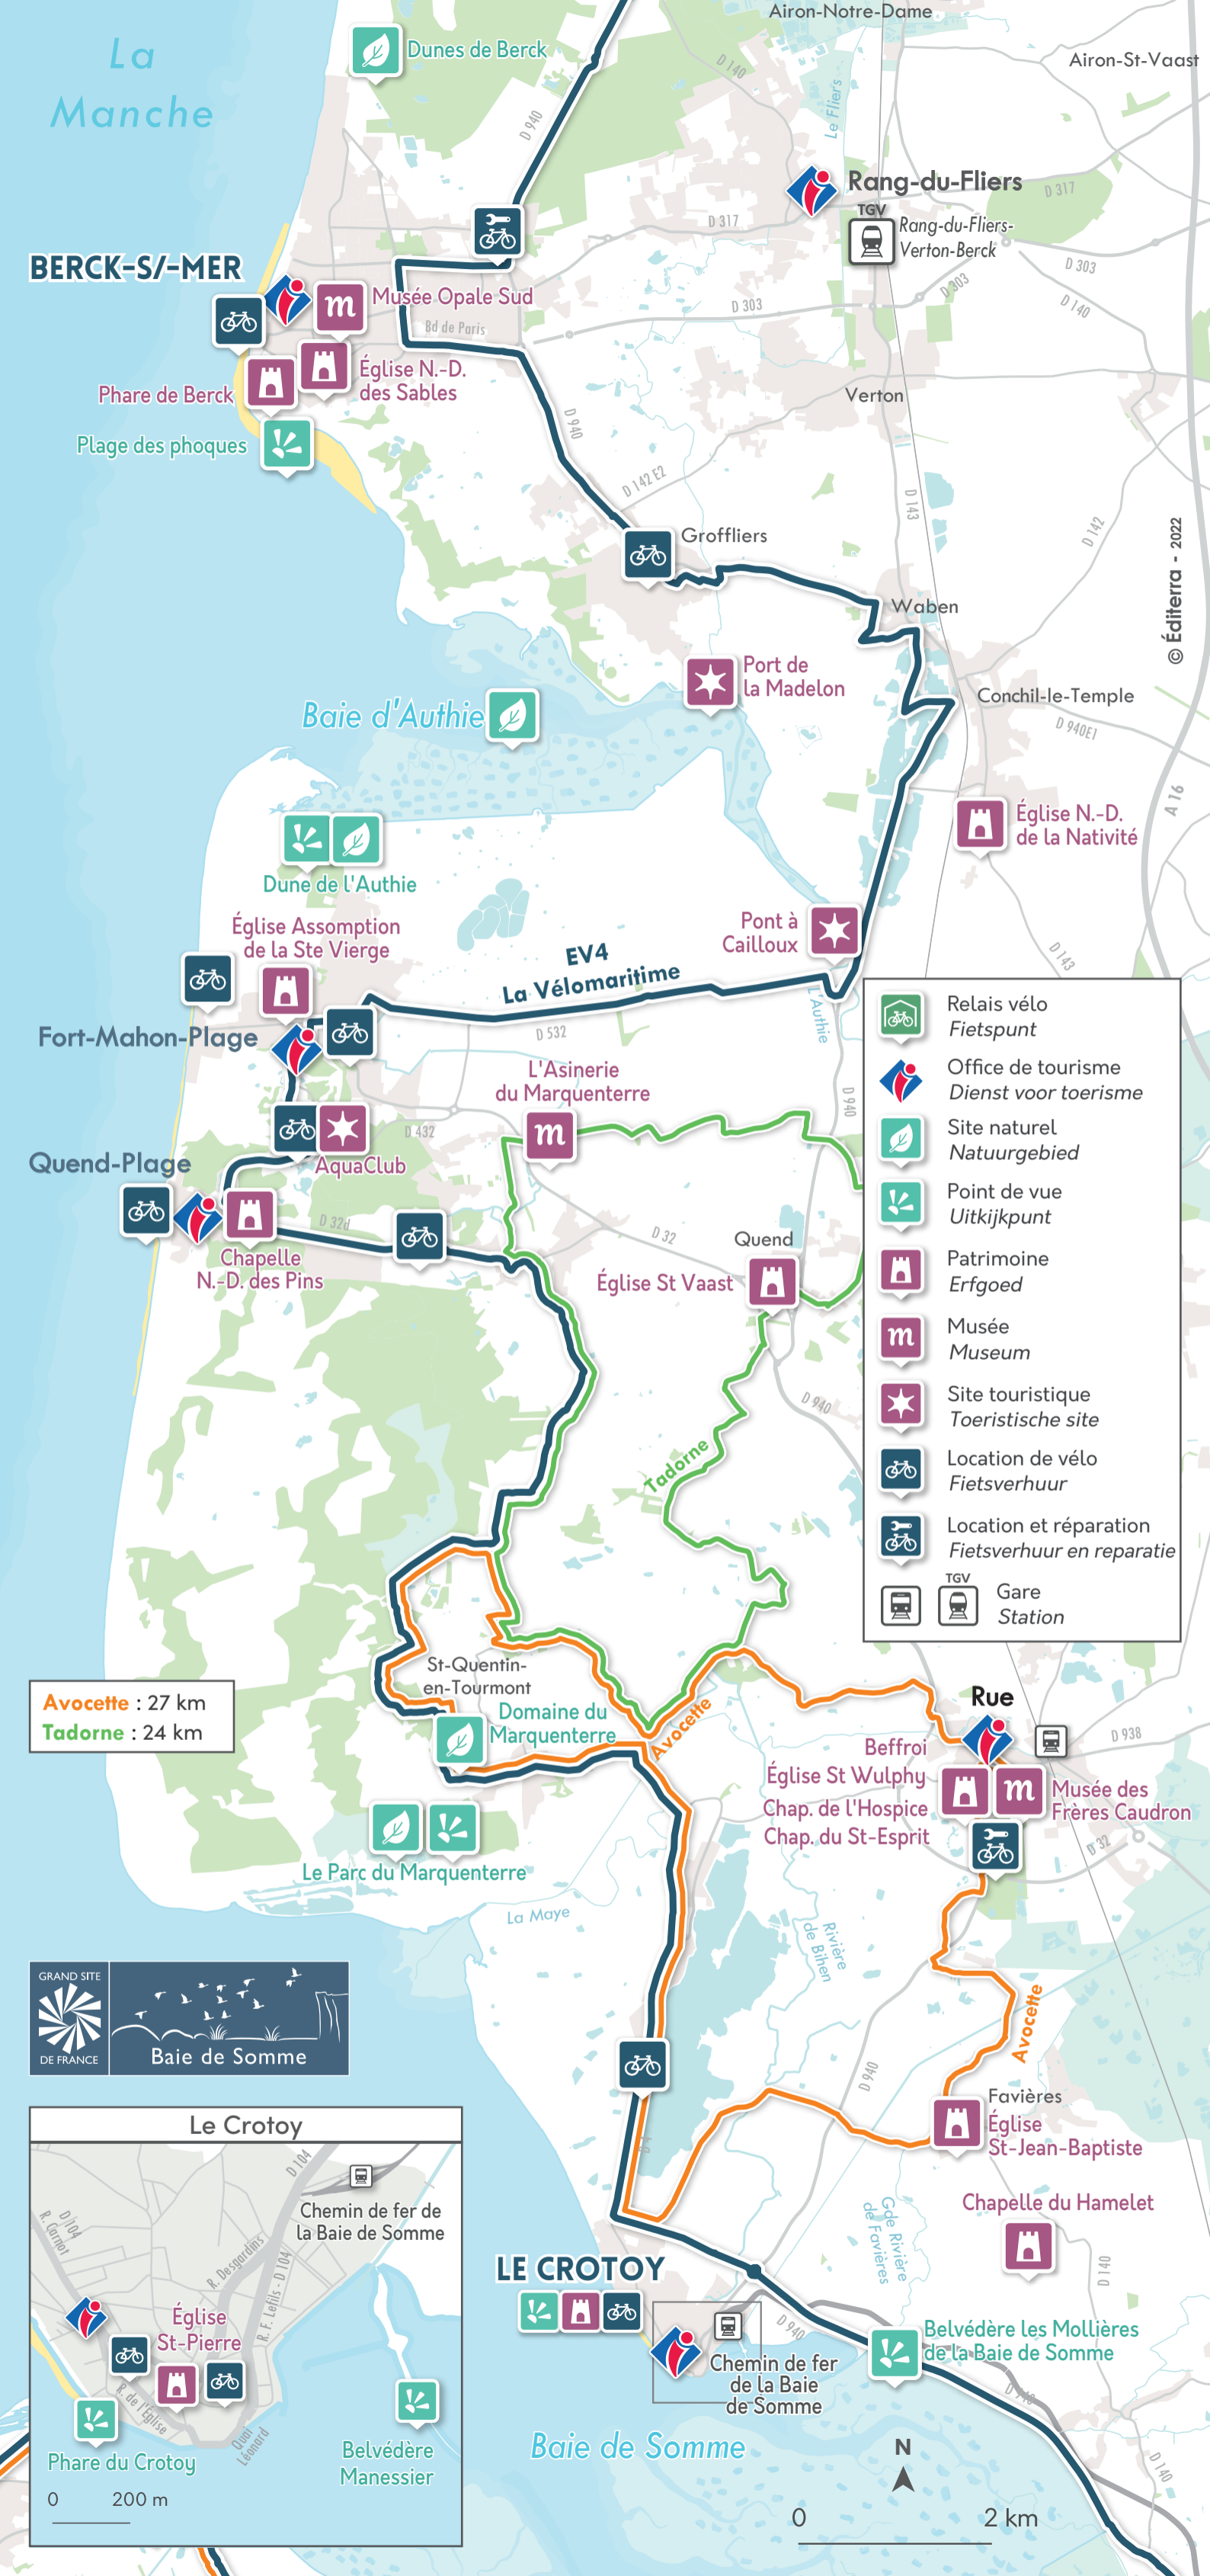 La
Manche
Dunes de Berck
Airon-Notre-Dame
Airon-St-Vaast
D 140
Le Fliers
D 940
Rang-du-Fliers
D 317
TGV
Rang-du-Fliers-
Verton-Berck
D 317
D 303
D 303
D 303
D 140
BERCK-S/-MER
Musée Opale Sud
Bd de Paris
Église N.-D.
des Sables
Phare de Berck
Plage des phoques
Verton
D 940
D 142 E2
D 143
D 142
Groffliers
© Éditerra - 2022
Waben
Port de
la Madelon
Conchil-le-Temple
D 940E1
Baie d'Authie
A 16
Église N.-D.
de la Nativité
Dune de l'Authie
Église Assomption
de la Ste Vierge
Pont à
Cailloux
EV4
La Vélomaritime
D 143
L'Authie
D 532
Fort-Mahon-Plage
L'Asinerie
du Marquenterre
D 940
D 432
AquaClub
Quend-Plage
D 32d
Chapelle
N.-D. des Pins
D 32
Quend
Église St Vaast
D 940
Tadorne
Relais vélo
Fietspunt
Office de tourisme
Dienst voor toerisme
Site naturel
Natuurgebied
Point de vue
Uitkijkpunt
Patrimoine
Erfgoed
m
Musée
Museum
Site touristique
Toeristische site
Location de vélo
Fietsverhuur
Location et réparation
Fietsverhuur en reparatie
TGV
Gare
Station
St-Quentin-
en-Tourmont
Avocette : 27 km
Tadorne : 24 km
Domaine du
Marquenterre
Avocette
Rue
D 938
Beffroi
Église St Wulphy
Chap. de l'Hospice
Chap. du St-Esprit
Musée des
Frères Caudron
D 32
Le Parc du Marquenterre
La Maye
Rivière
de Bihen
GRAND SITE
DE FRANCE
Baie de Somme
Avocette
D 940
D 4
Favières
Église
St-Jean-Baptiste
Chapelle du Hamelet
Gde Rivière
de Favières
D 140
LE CROTOY
D 940
Belvédère les Mollières
de la Baie de Somme
Chemin de fer
de la Baie
de Somme
D 940
D 140
Baie de Somme
N
0 2 km
Le Crotoy
D 104
Chemin de fer de
la Baie de Somme
D 104
R. Carnot
R. Desgardins
R. F. Lefils - D 104
Église
St-Pierre
R. de l'Église
Quai
Léonard
Phare du Crotoy
Belvédère
Manessier
0 200 m